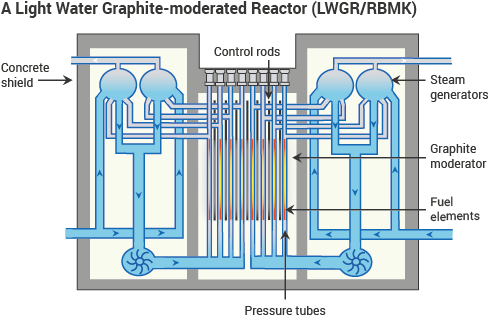 A Light Water Graphite-moderated Reactor (LWGR/RBMK)
Control rods
Concrete
shield
Steam
generators
Graphite
moderator
Fuel
elements
Pressure tubes